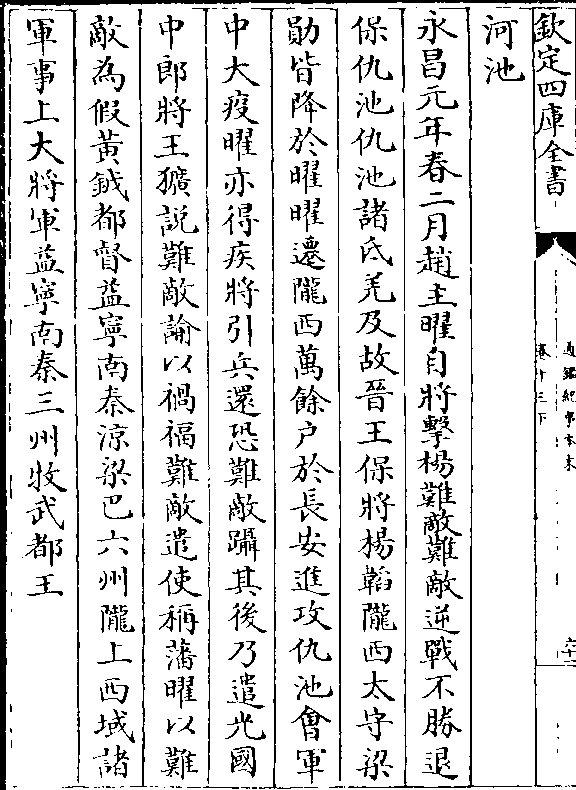 欽定四庫全書
通鑑紀事本末
卷十三下
六十二
河池
永昌元年春二月趙主曜自將擊楊難敵難敵逆戰不勝退
保仇池仇池諸氐羌及故晉王保將楊韜隴西太守梁
勛皆降於曜曜遷隴西萬餘户於長安進攻仇池㑹軍
中大疫曜亦得疾將引兵還恐難敵躡其後乃遣光國
中郎將王獷説難敵諭以禍福難敵遣使稱藩曜以難
敵為假黃鉞都督益寧南秦涼梁巴六州隴上西域諸
軍事上大將軍益寧南秦三州牧武都王